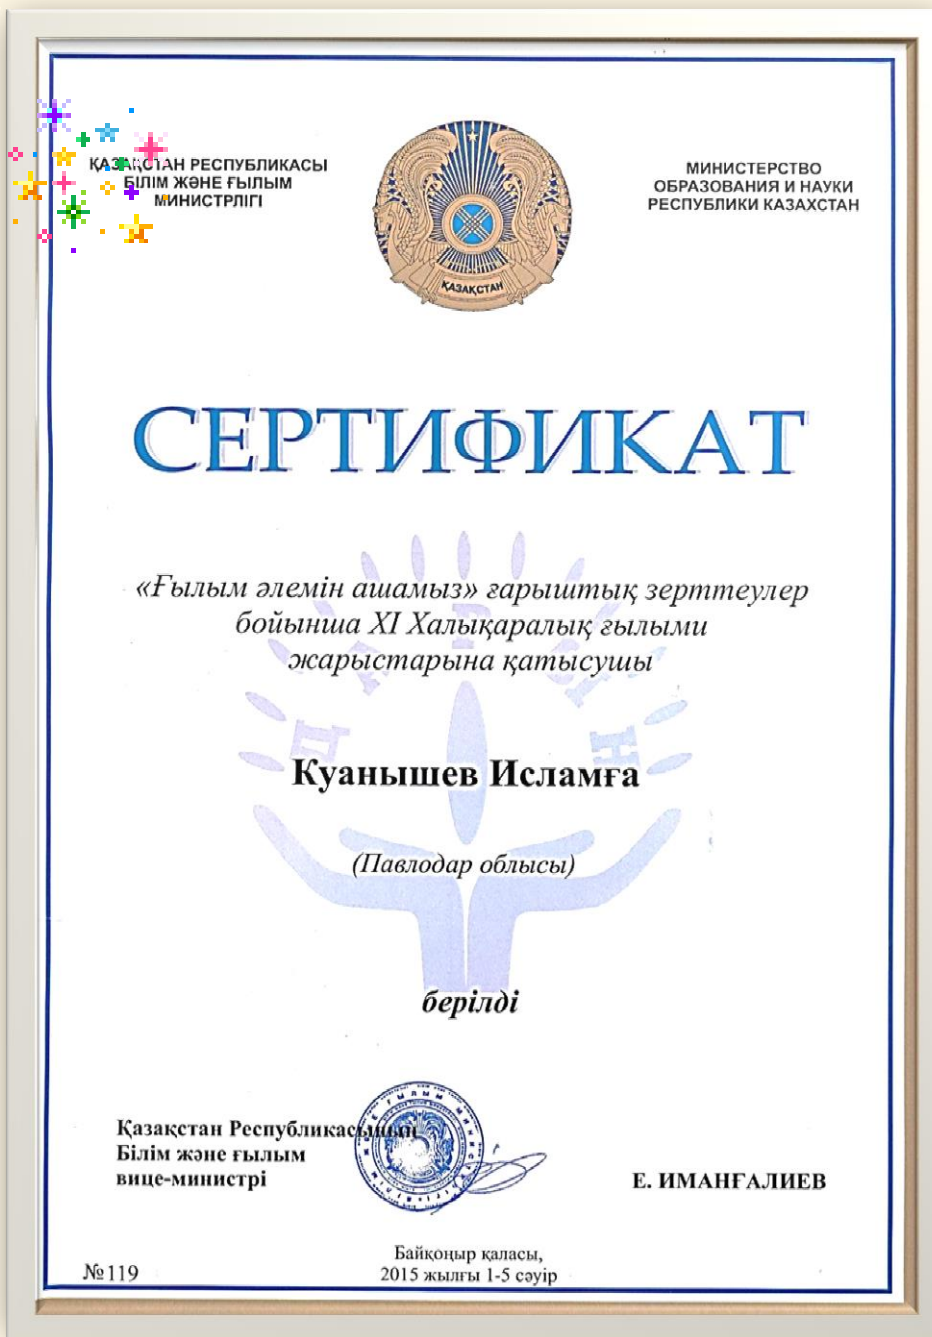 ҚАЗАҚСТАН РЕСПУБЛИКАСЫ
БІЛІМ ЖӘНЕ ҒЫЛЫМ
МИНИСТРЛІГІ
МИНИСТЕРСТВО
ОБРАЗОВАНИЯ И НАУКИ
РЕСПУБЛИКИ КАЗАХСТАН
ҚАЗАҚСТАН
СЕРТИФИКАТ
«Ғылым әлемін ашамыз» ғарыштық зерттеулер
бойынша XI Халықаралық ғылыми
жарыстарына қатысушы
ДАРЫН
Куанышев Исламға
(Павлодар облысы)
берілді
Қазақстан Республикасының
Білім және ғылым
вице-министрі
Е. ИМАНҒАЛИЕВ
Байқоңыр қаласы,
2015 жылғы 1-5 сәуір
№119